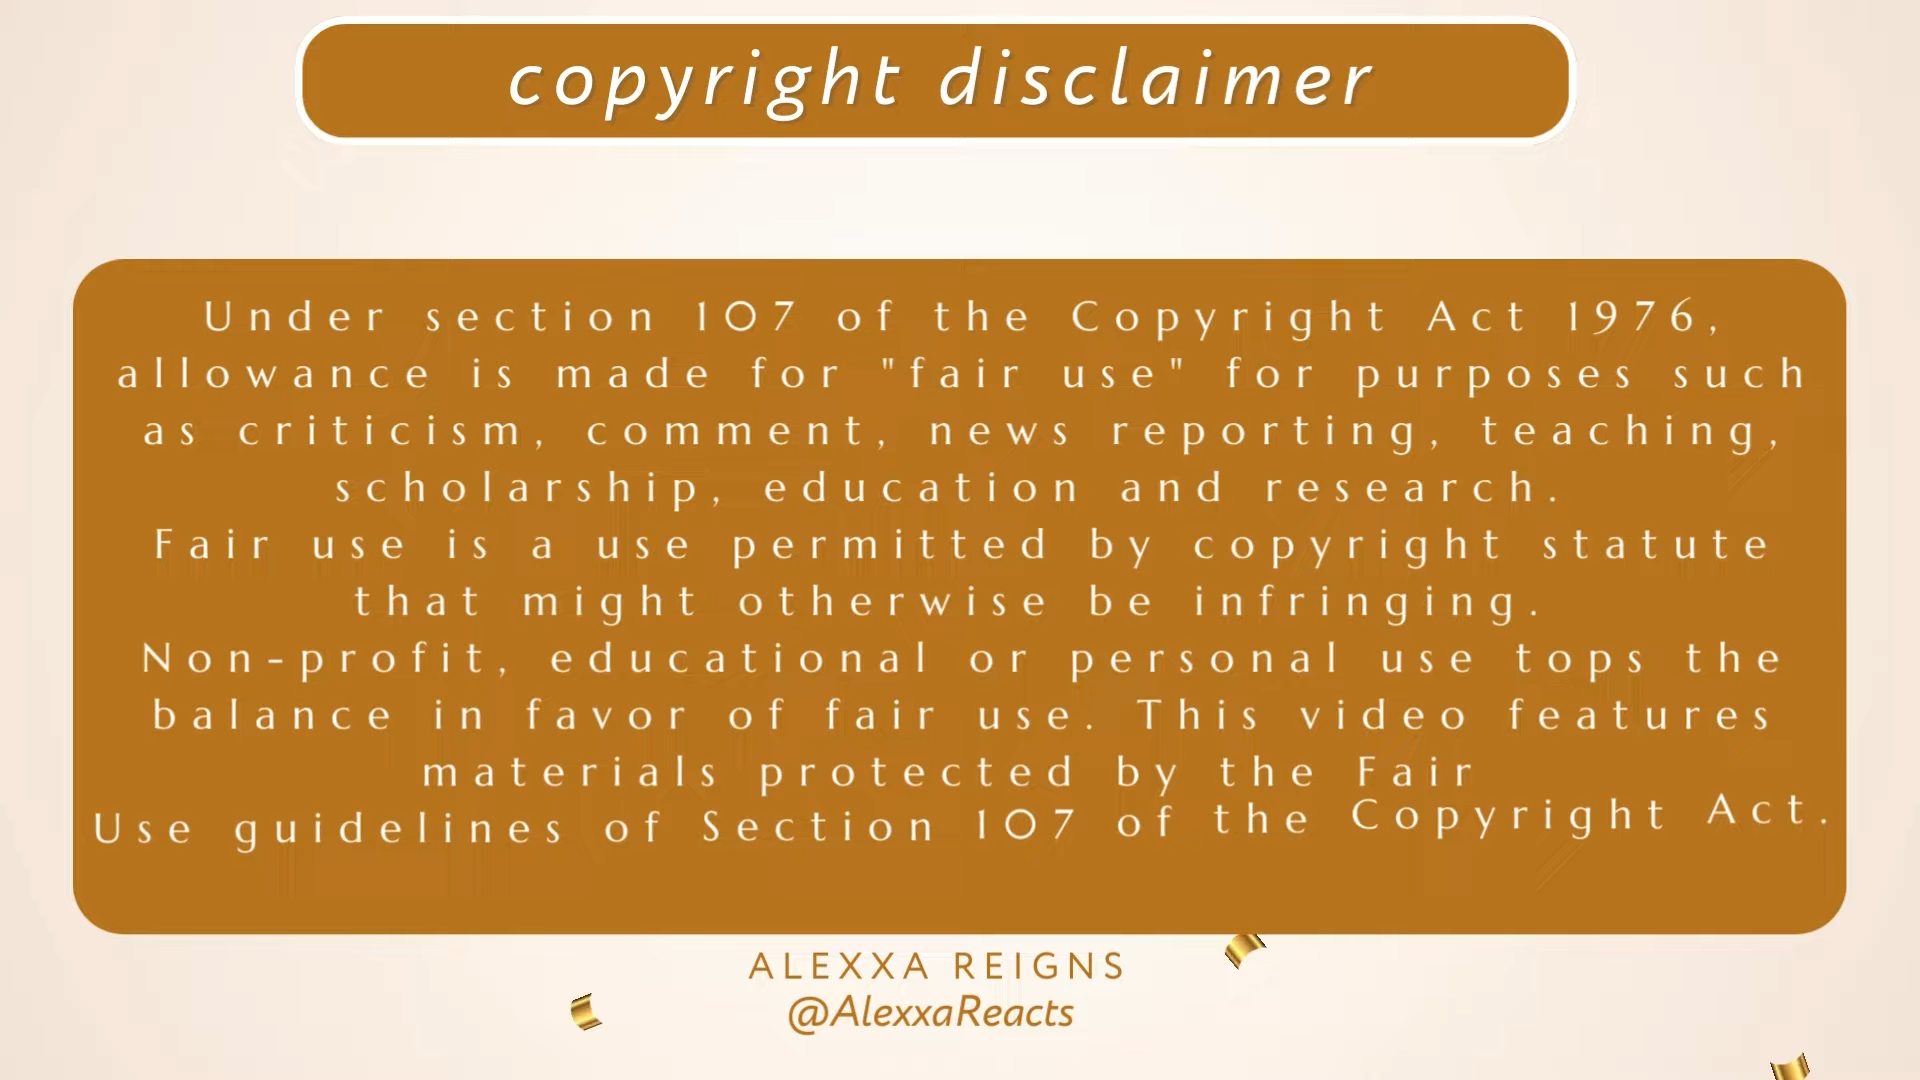 copyright disclaimer
Under section 107 of the Copyright Act 1976,
allowance is made for "fair use" for purposes such
as criticism, comment, news reporting, teaching,
scholarship, education and research.
Fair use is a use permitted by copyright statute
that might otherwise be infringing.
Non-profit, educational or personal use tops the
balance in favor of fair use. This video features
materials protected by the Fair
Use guidelines of Section 107 of the Copyright Act.
ALEXXA REIGNS
@AlexxaReacts